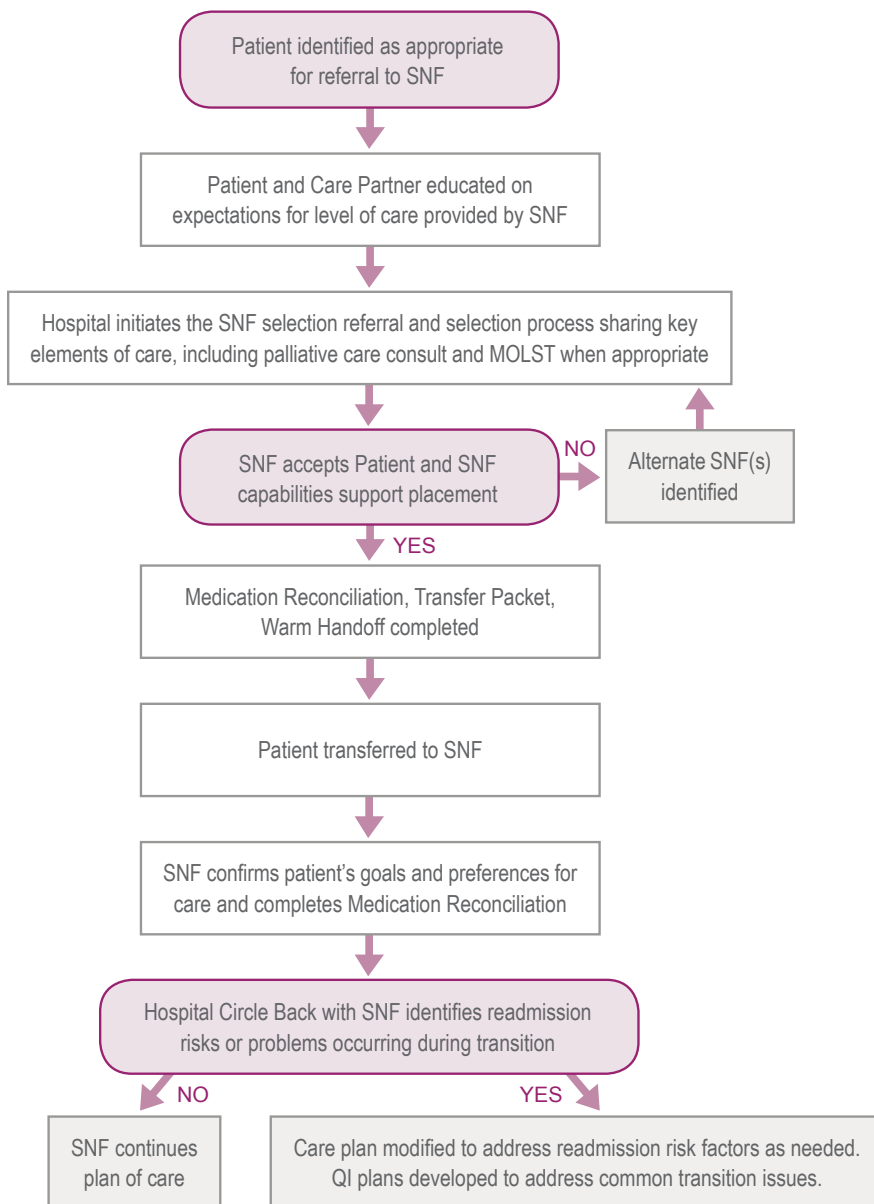 Patient identified as appropriate
for referral to SNF
Patient and Care Partner educated on
expectations for level of care provided by SNF
Hospital initiates the SNF selection referral and selection process sharing key
elements of care, including palliative care consult and MOLST when appropriate
SNF accepts Patient and SNF
capabilities support placement
NO
Alternate SNF(s)
identified
YES
Medication Reconciliation, Transfer Packet,
Warm Handoff completed
Patient transferred to SNF
SNF confirms patient's goals and preferences for
care and completes Medication Reconciliation
Hospital Circle Back with SNF identifies readmission
risks or problems occurring during transition
NO
YES
SNF continues
plan of care
Care plan modified to address readmission risk factors as needed.
QI plans developed to address common transition issues.